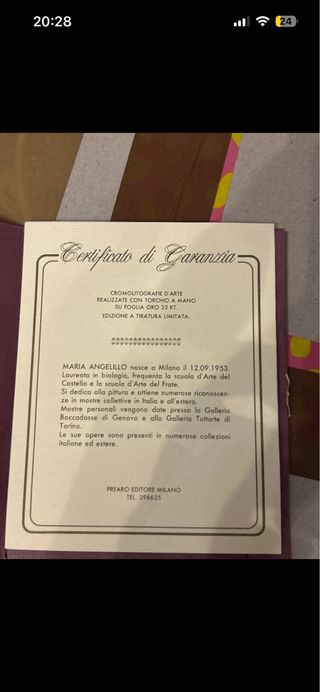 20:28
24
Certificato di Garanzia
CROMOLITOGRAFIE D'ARTE
REALIZZATE CON TORCHIO A MANO
SU FOGLIA ORO 23 KT.
EDIZIONE A TIRATURA LIMITATA.
MARIA ANGELILLO nasce a Milano il 12.09.1953.
Laureata in biologia, frequenta la scuola d'Arte del
Castello e la scuola d'Arte del Frate.
Si dedica alla pittura e ottiene numerose riconoscen-
ze in mostre collettive in Italia e all'estero.
Mostre personali vengono date presso la Galleria
Boccadasse di Genova e alla Galleria Tuttarte di
Torino.
Le sue opere sono presenti in numerose collezioni
italiane ed estere.
PREARO EDITORE MILANO
TEL. 298625